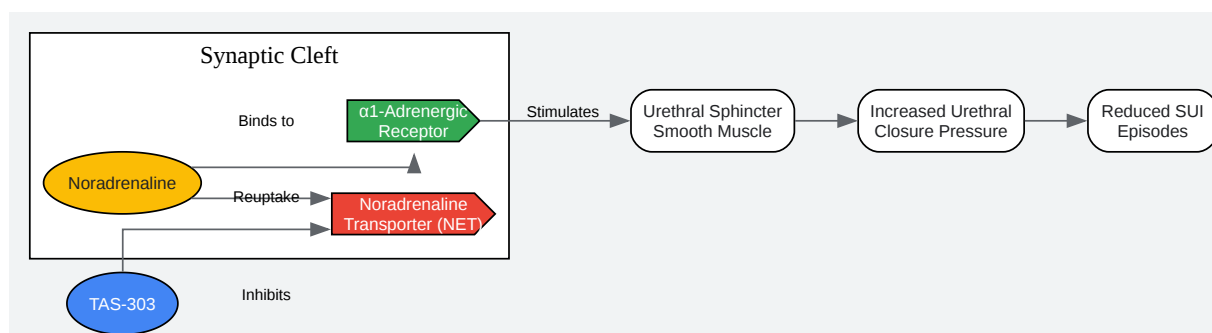 Synaptic Cleft
Binds to
α1-Adrenergic
Receptor
Stimulates
Urethral Sphincter
Smooth Muscle
Increased Urethral
Closure Pressure
Reduced SUI
Episodes
Noradrenaline
Reuptake
Noradrenaline
Transporter (NET)
TAS-303
Inhibits